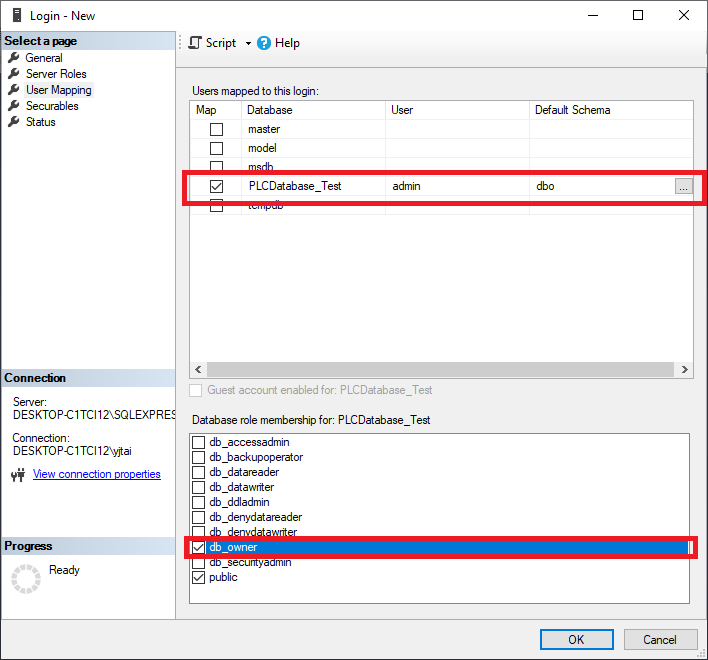 Login - New
Select a page
General
Server Roles
User Mapping
Securables
Status
Script
Help
Users mapped to this login:
Map Database User Default Schema
master
model
msdb
PLCDatabase_Test admin dbo ...
tempdb
Guest account enabled for: PLCDatabase_Test
Database role membership for: PLCDatabase_Test
db_accessadmin
db_backupoperator
db_datareader
db_datawriter
db_ddladmin
db_denydatareader
db_denydatawriter
db_owner
db_securityadmin
public
Connection
Server:
DESKTOP-C1TCI12\SQLEXPRES
Connection:
DESKTOP-C1TCI12\yjtai
View connection properties
Progress
Ready
OK
Cancel